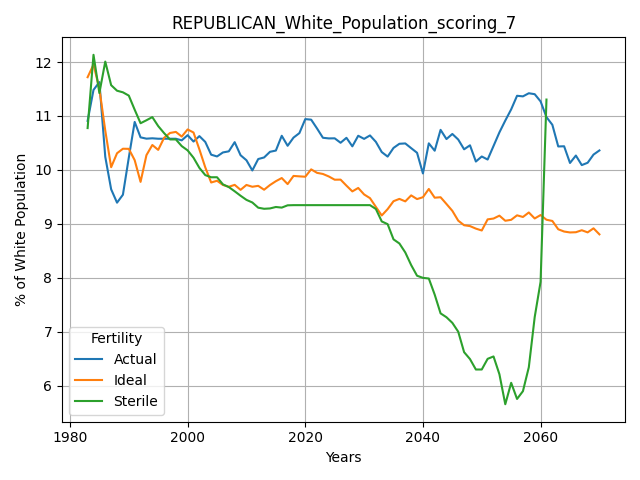 REPUBLICAN_White_Population_scoring_7
% of White Population
12
11
10
9
8
7
6
Fertility
Actual
Ideal
Sterile
1980
2000
2020
2040
2060
Years